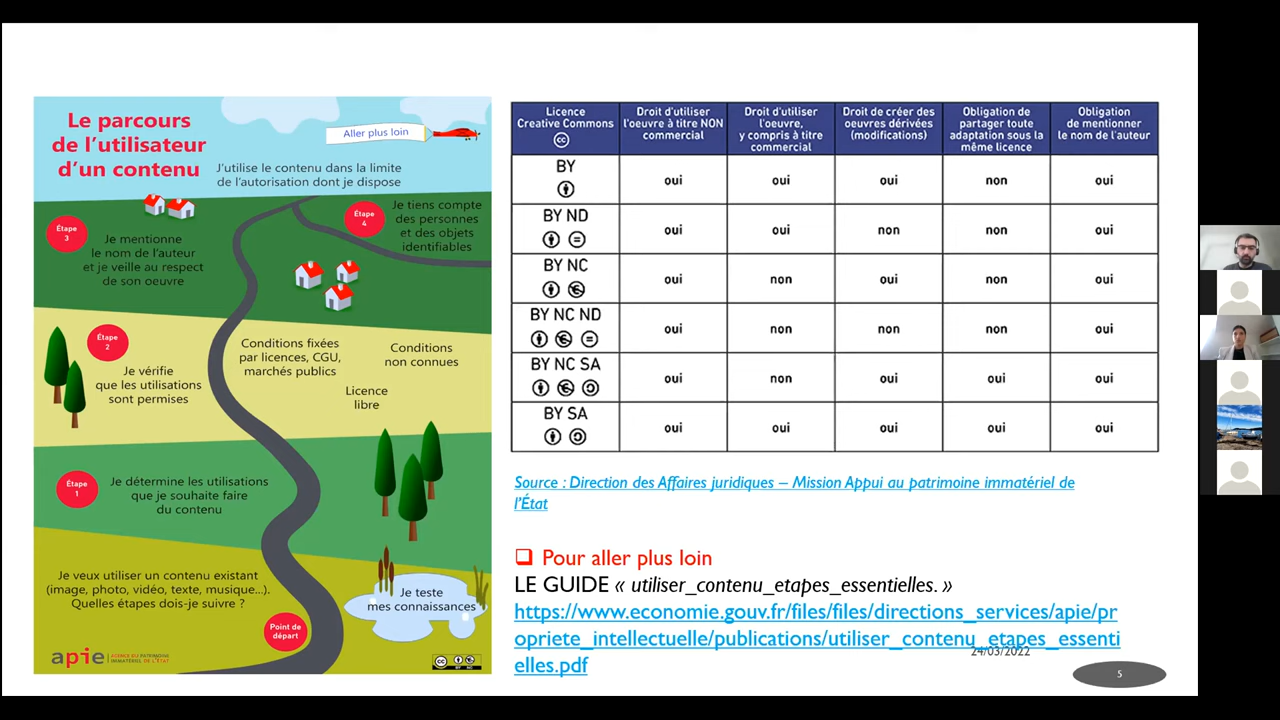 Le parcours
de l'utilisateur
d'un contenu
Aller plus loin
J'utilise le contenu dans la limite
de l'autorisation dont je dispose
Étape
4
Je tiens compte
des personnes
et des objets
identifiables
Étape
3
Je mentionne
le nom de l'auteur
et je veille au respect
de son oeuvre
Étape
2
Je vérifie
que les utilisations
sont permises
Conditions fixées
par licences, CGU,
marchés publics
Conditions
non connues
Licence
libre
Étape
1
Je détermine les utilisations
que je souhaite faire
du contenu
Je veux utiliser un contenu existant
(image, photo, vidéo, texte, musique...).
Quelles étapes dois-je suivre ?
Point de
départ
Je teste
mes connaissances
apie
AGENCE DU PATRIMOINE
IMMATÉRIEL DE L'ÉTAT
cc BY NC
Licence
Creative Commons
cc
Droit d'utiliser
l'oeuvre à titre NON
commercial
Droit d'utiliser
l'oeuvre,
y compris à titre
commercial
Droit de créer des
oeuvres dérivées
(modifications)
Obligation de
partager toute
adaptation sous la
même licence
Obligation
de mentionner
le nom de l'auteur
BY oui oui oui non oui
BY ND oui oui non non oui
BY NC oui non oui non oui
BY NC ND oui non non non oui
BY NC SA oui non oui oui oui
BY SA oui oui oui oui oui
Source : Direction des Affaires juridiques – Mission Appui au patrimoine immatériel de
l'État
Pour aller plus loin
LE GUIDE « utiliser_contenu_etapes_essentielles. »
https://www.economie.gouv.fr/files/files/directions_services/apie/pr
opriete_intellectuelle/publications/utiliser_contenu_etapes_essenti
elles.pdf
24/03/2022
5